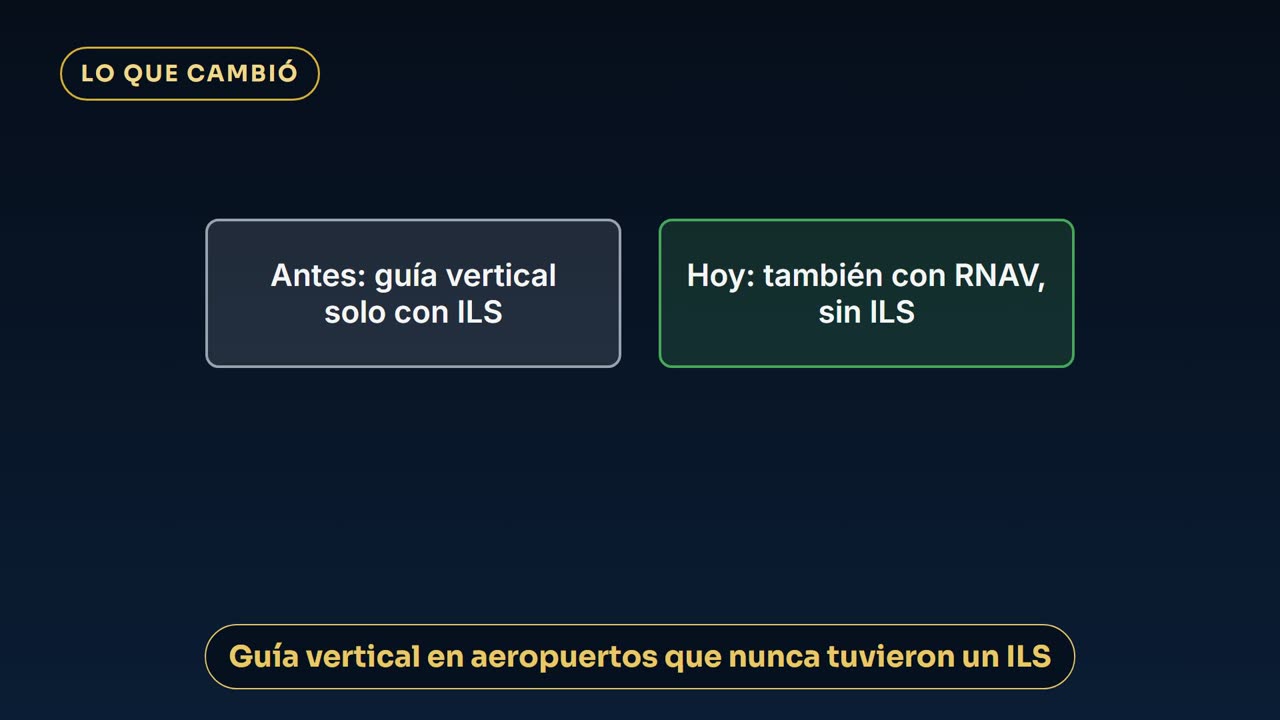 LO QUE CAMBIÓ
Antes: guía vertical
solo con ILS
Hoy: también con RNAV,
sin ILS
Guía vertical en aeropuertos que nunca tuvieron un ILS